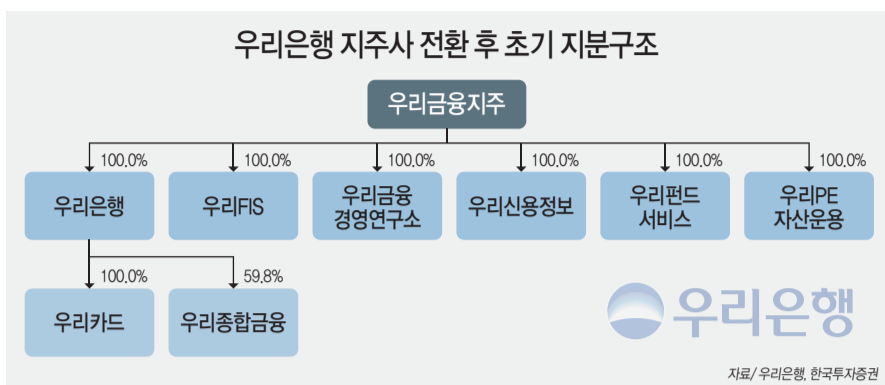 우리은행 지주사 전환 후 초기 지분구조
우리금융지주
100.0%
100.0%
100.0%
100.0%
100.0%
100.0%
우리은행
우리FIS
우리금융
경영연구소
우리신용정보
우리펀드
서비스
우리PE
자산운용
100.0%
59.8%
우리카드
우리종합금융
우리은행
자료/ 우리은행, 한국투자증권